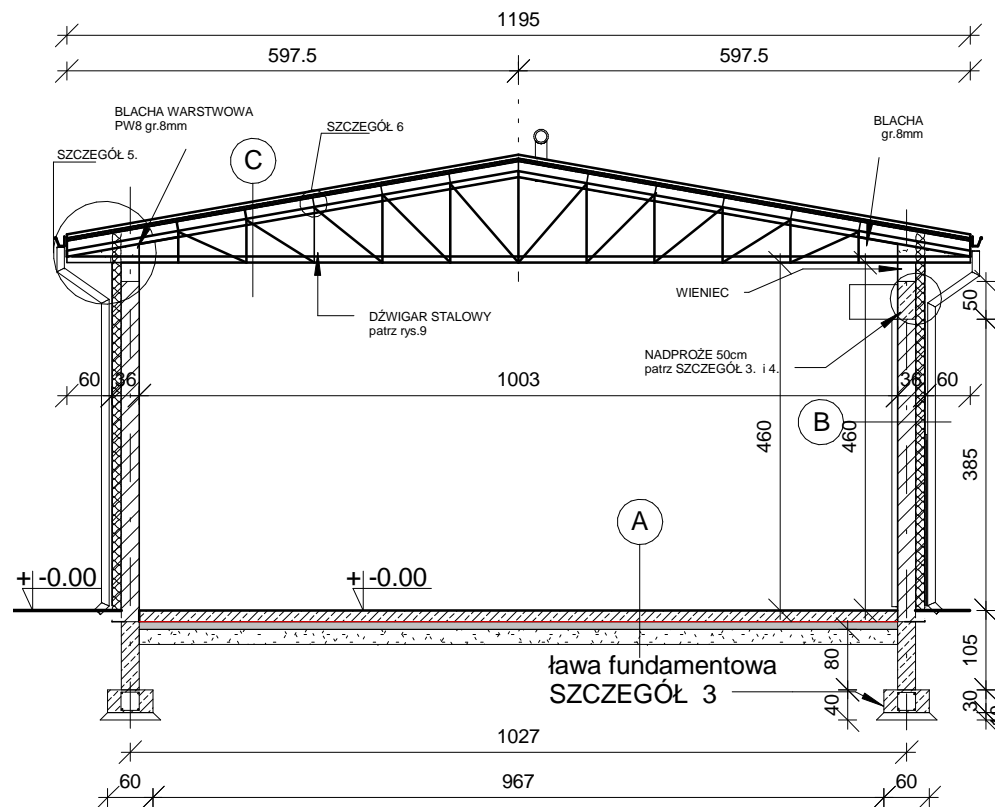 1195
597.5
597.5
BLACHA WARSTWOWA
PW8 gr.8mm
SZCZEGÓŁ 6
BLACHA
gr.8mm
SZCZEGÓŁ 5.
C
WIENIEC
DŹWIGAR STALOWY
patrz rys.9
50
NADPROŻE 50cm
patrz SZCZEGÓŁ 3. i 4.
60
36
1003
36
60
460
460
B
385
A
+-0.00
+-0.00
ława fundamentowa
SZCZEGÓŁ 3
80
40
105
30
1027
60
967
60